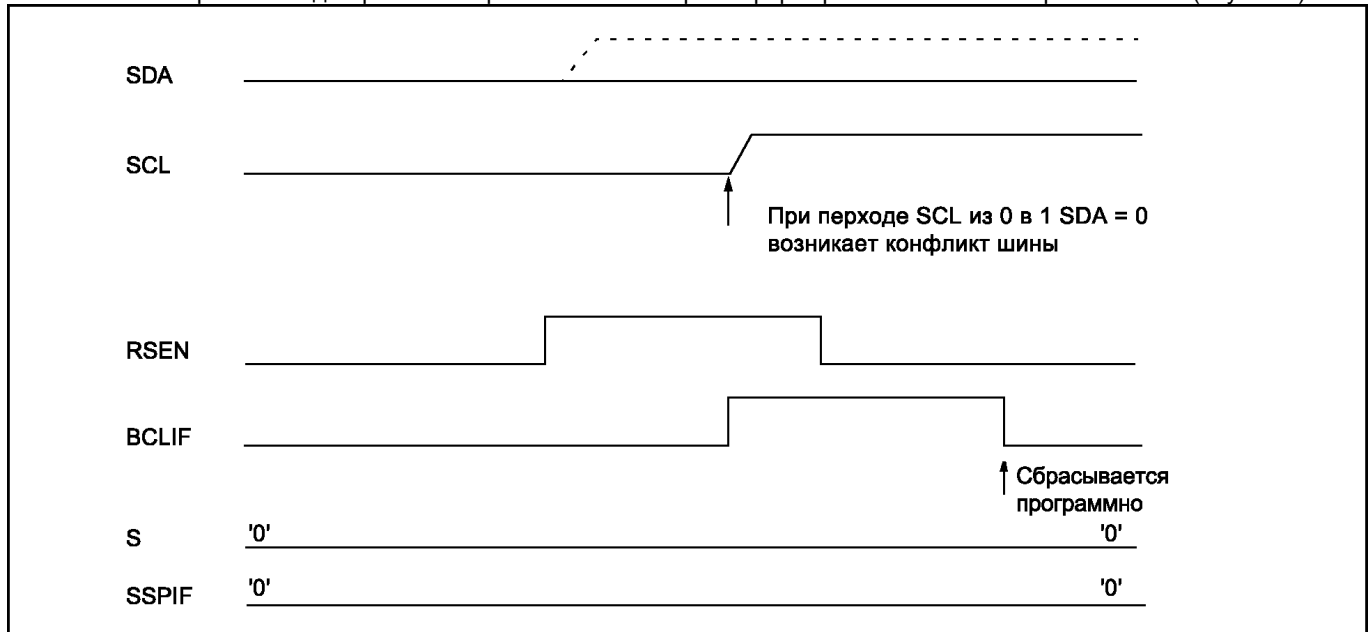 SDA
SCL
При перходе SCL из 0 в 1 SDA = 0
возникает конфликт шины
RSEN
BCLIF
Сбрасывается
программно
S '0' '0'
SSPIF '0' '0'